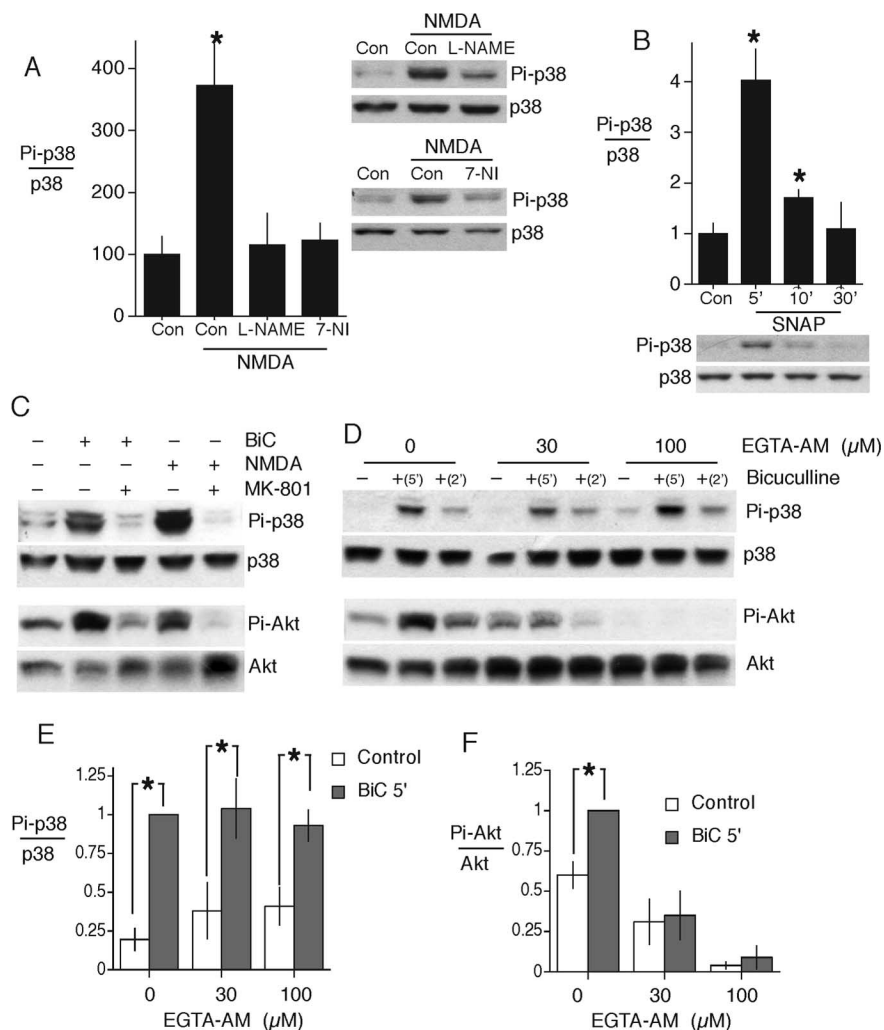 A
Pi-p38
p38
400
300
200
100
0
*
Con Con L-NAME 7-NI
NMDA
NMDA
Con Con L-NAME
Pi-p38
p38
NMDA
Con Con 7-NI
Pi-p38
p38
B
Pi-p38
p38
6
4
2
1
0
*
*
Con 5' 10' 30'
SNAP
Pi-p38
p38
C
– + + – – BiC
– – – + + NMDA
– – + – + MK-801
Pi-p38
p38
Pi-Akt
Akt
D
0 30 100 EGTA-AM (µM)
– +(5') +(2') – +(5') +(2') – +(5') +(2') Bicuculline
Pi-p38
p38
Pi-Akt
Akt
E
Pi-p38
p38
1.25
1
0.75
0.5
0.25
0
* * *
Control
BiC 5'
0 30 100
EGTA-AM (µM)
F
Pi-Akt
Akt
1.25
1
0.75
0.5
0.25
0
*
Control
BiC 5'
0 30 100
EGTA-AM (µM)